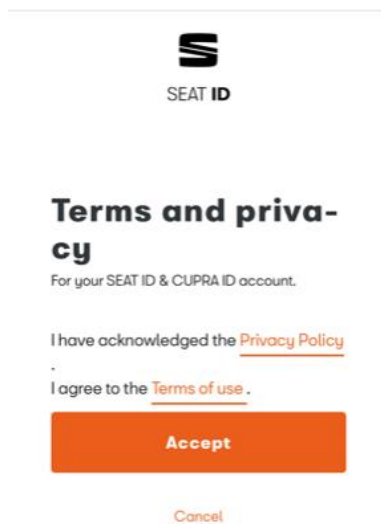 SEAT ID
Terms and priva-
cy
For your SEAT ID & CUPRA ID account.
I have acknowledged the Privacy Policy
.
I agree to the Terms of use .
Accept
Cancel